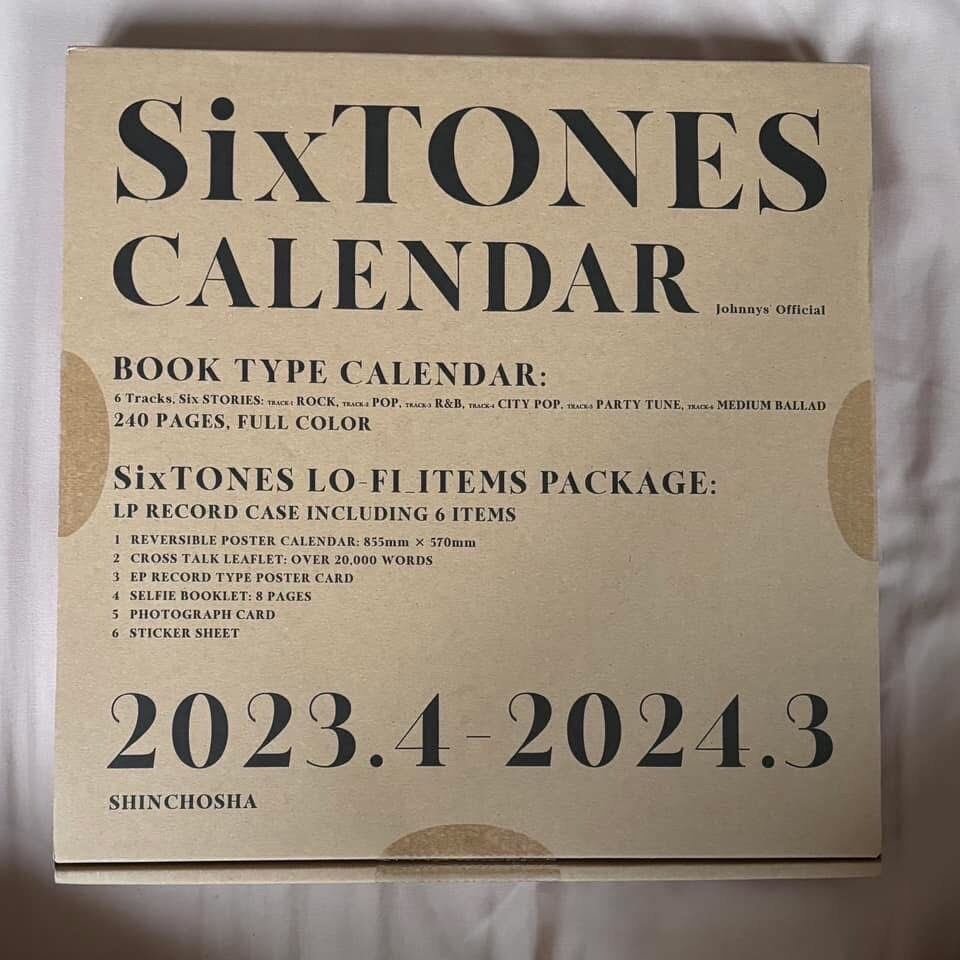 SixTONES
CALENDAR
Johnnys' Official
BOOK TYPE CALENDAR:
6 Tracks, Six STORIES: TRACK-1 ROCK, TRACK-2 POP, TRACK-3 R&B, TRACK-4 CITY POP, TRACK-5 PARTY TUNE, TRACK-6 MEDIUM BALLAD
240 PAGES, FULL COLOR
SixTONES LO-FI_ITEMS PACKAGE:
LP RECORD CASE INCLUDING 6 ITEMS
1 REVERSIBLE POSTER CALENDAR: 855mm × 570mm
2 CROSS TALK LEAFLET: OVER 20,000 WORDS
3 EP RECORD TYPE POSTER CARD
4 SELFIE BOOKLET: 8 PAGES
5 PHOTOGRAPH CARD
6 STICKER SHEET
2023.4-2024.3
SHINCHOSHA